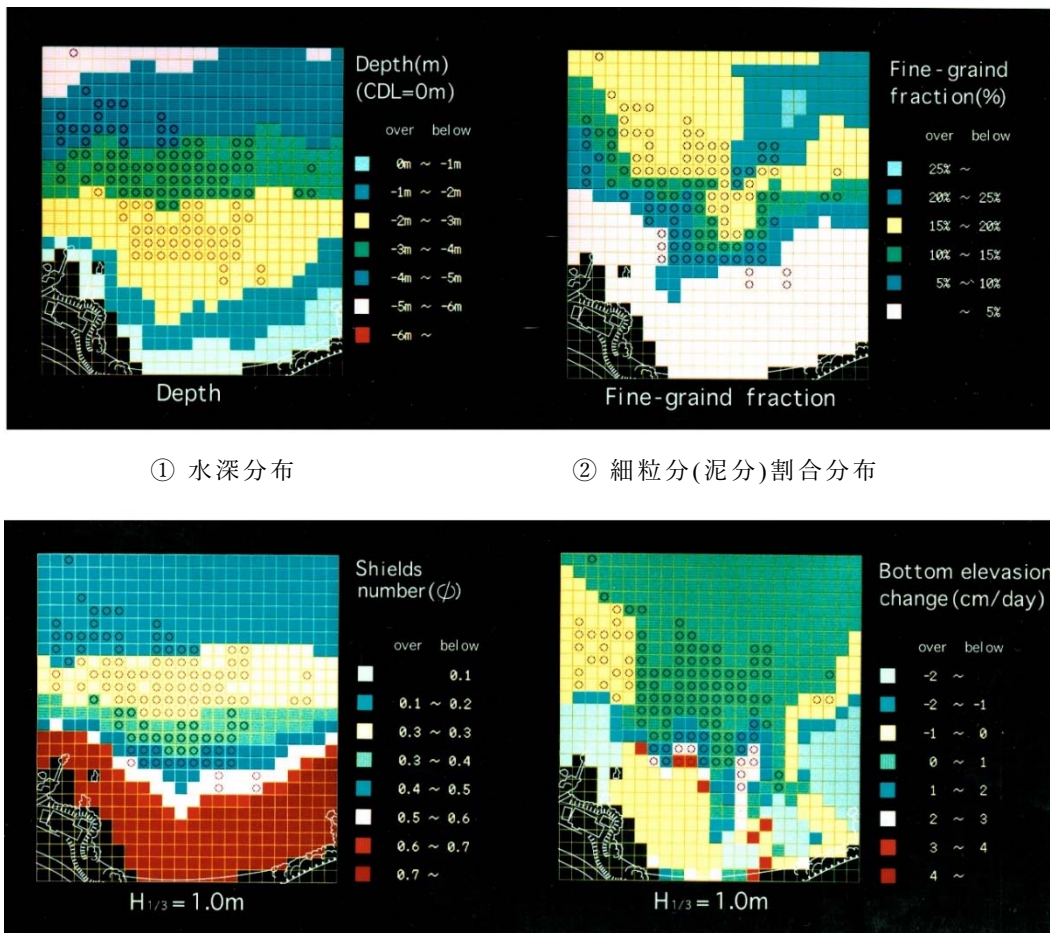 Depth(m)
(CDL=0m)
over below
0m ~ -1m
-1m ~ -2m
-2m ~ -3m
-3m ~ -4m
-4m ~ -5m
-5m ~ -6m
-6m ~
Depth
Fine-graind
fraction(%)
over below
25% ~
20% ~ 25%
15% ~ 20%
10% ~ 15%
5% ~ 10%
~ 5%
Fine-graind fraction
① 水深分布
② 細粒分(泥分)割合分布
Shields
number(φ)
over below
0.1
0.1 ~ 0.2
0.3 ~ 0.3
0.3 ~ 0.4
0.4 ~ 0.5
0.5 ~ 0.6
0.6 ~ 0.7
0.7 ~
H1/3 = 1.0m
Bottom elevasion
change(cm/day)
over below
-2 ~
-2 ~ -1
-1 ~ 0
0 ~ 1
1 ~ 2
2 ~ 3
3 ~ 4
4 ~
H1/3 = 1.0m